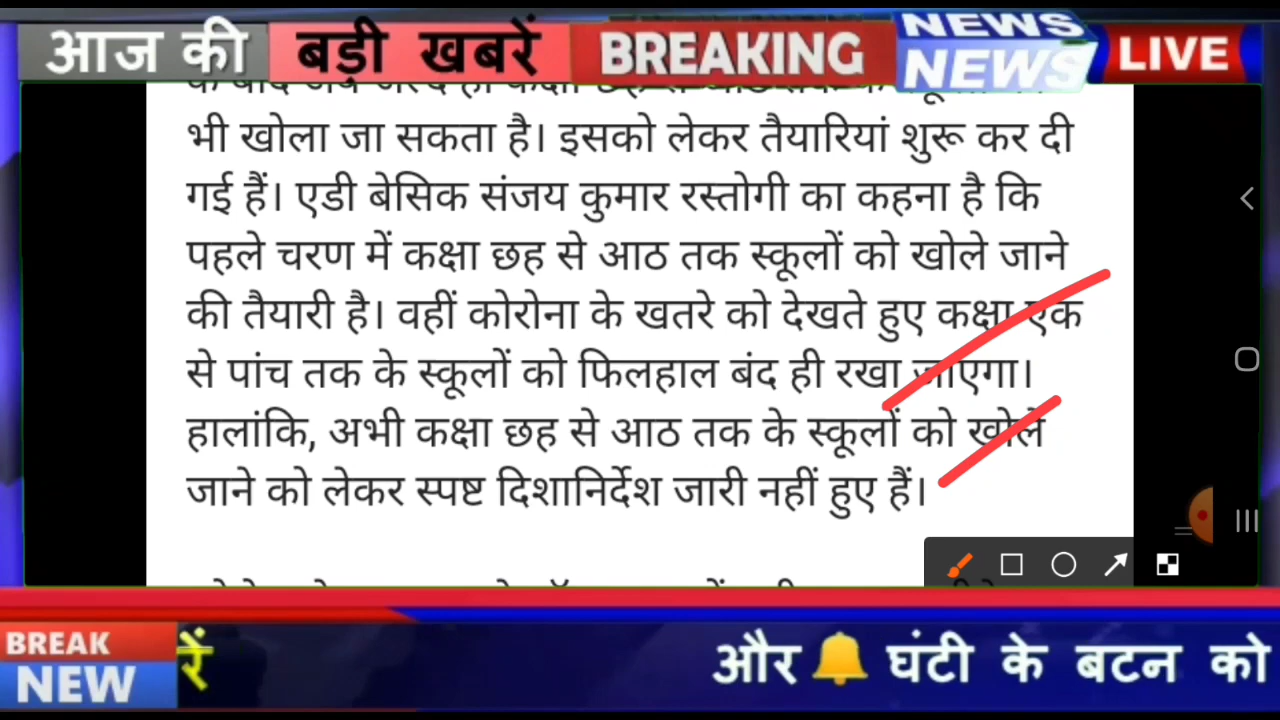 आज की बड़ी खबरें BREAKING NEWS LIVE
NEWS
भी खोला जा सकता है। इसको लेकर तैयारियां शुरू कर दी
गई हैं। एडी बेसिक संजय कुमार रस्तोगी का कहना है कि
पहले चरण में कक्षा छह से आठ तक स्कूलों को खोले जाने
की तैयारी है। वहीं कोरोना के खतरे को देखते हुए कक्षा एक
से पांच तक के स्कूलों को फिलहाल बंद ही रखा जाएगा।
हालांकि, अभी कक्षा छह से आठ तक के स्कूलों को खोले
जाने को लेकर स्पष्ट दिशानिर्देश जारी नहीं हुए हैं।
BREAK
NEW
रें और 🔔 घंटी के बटन को